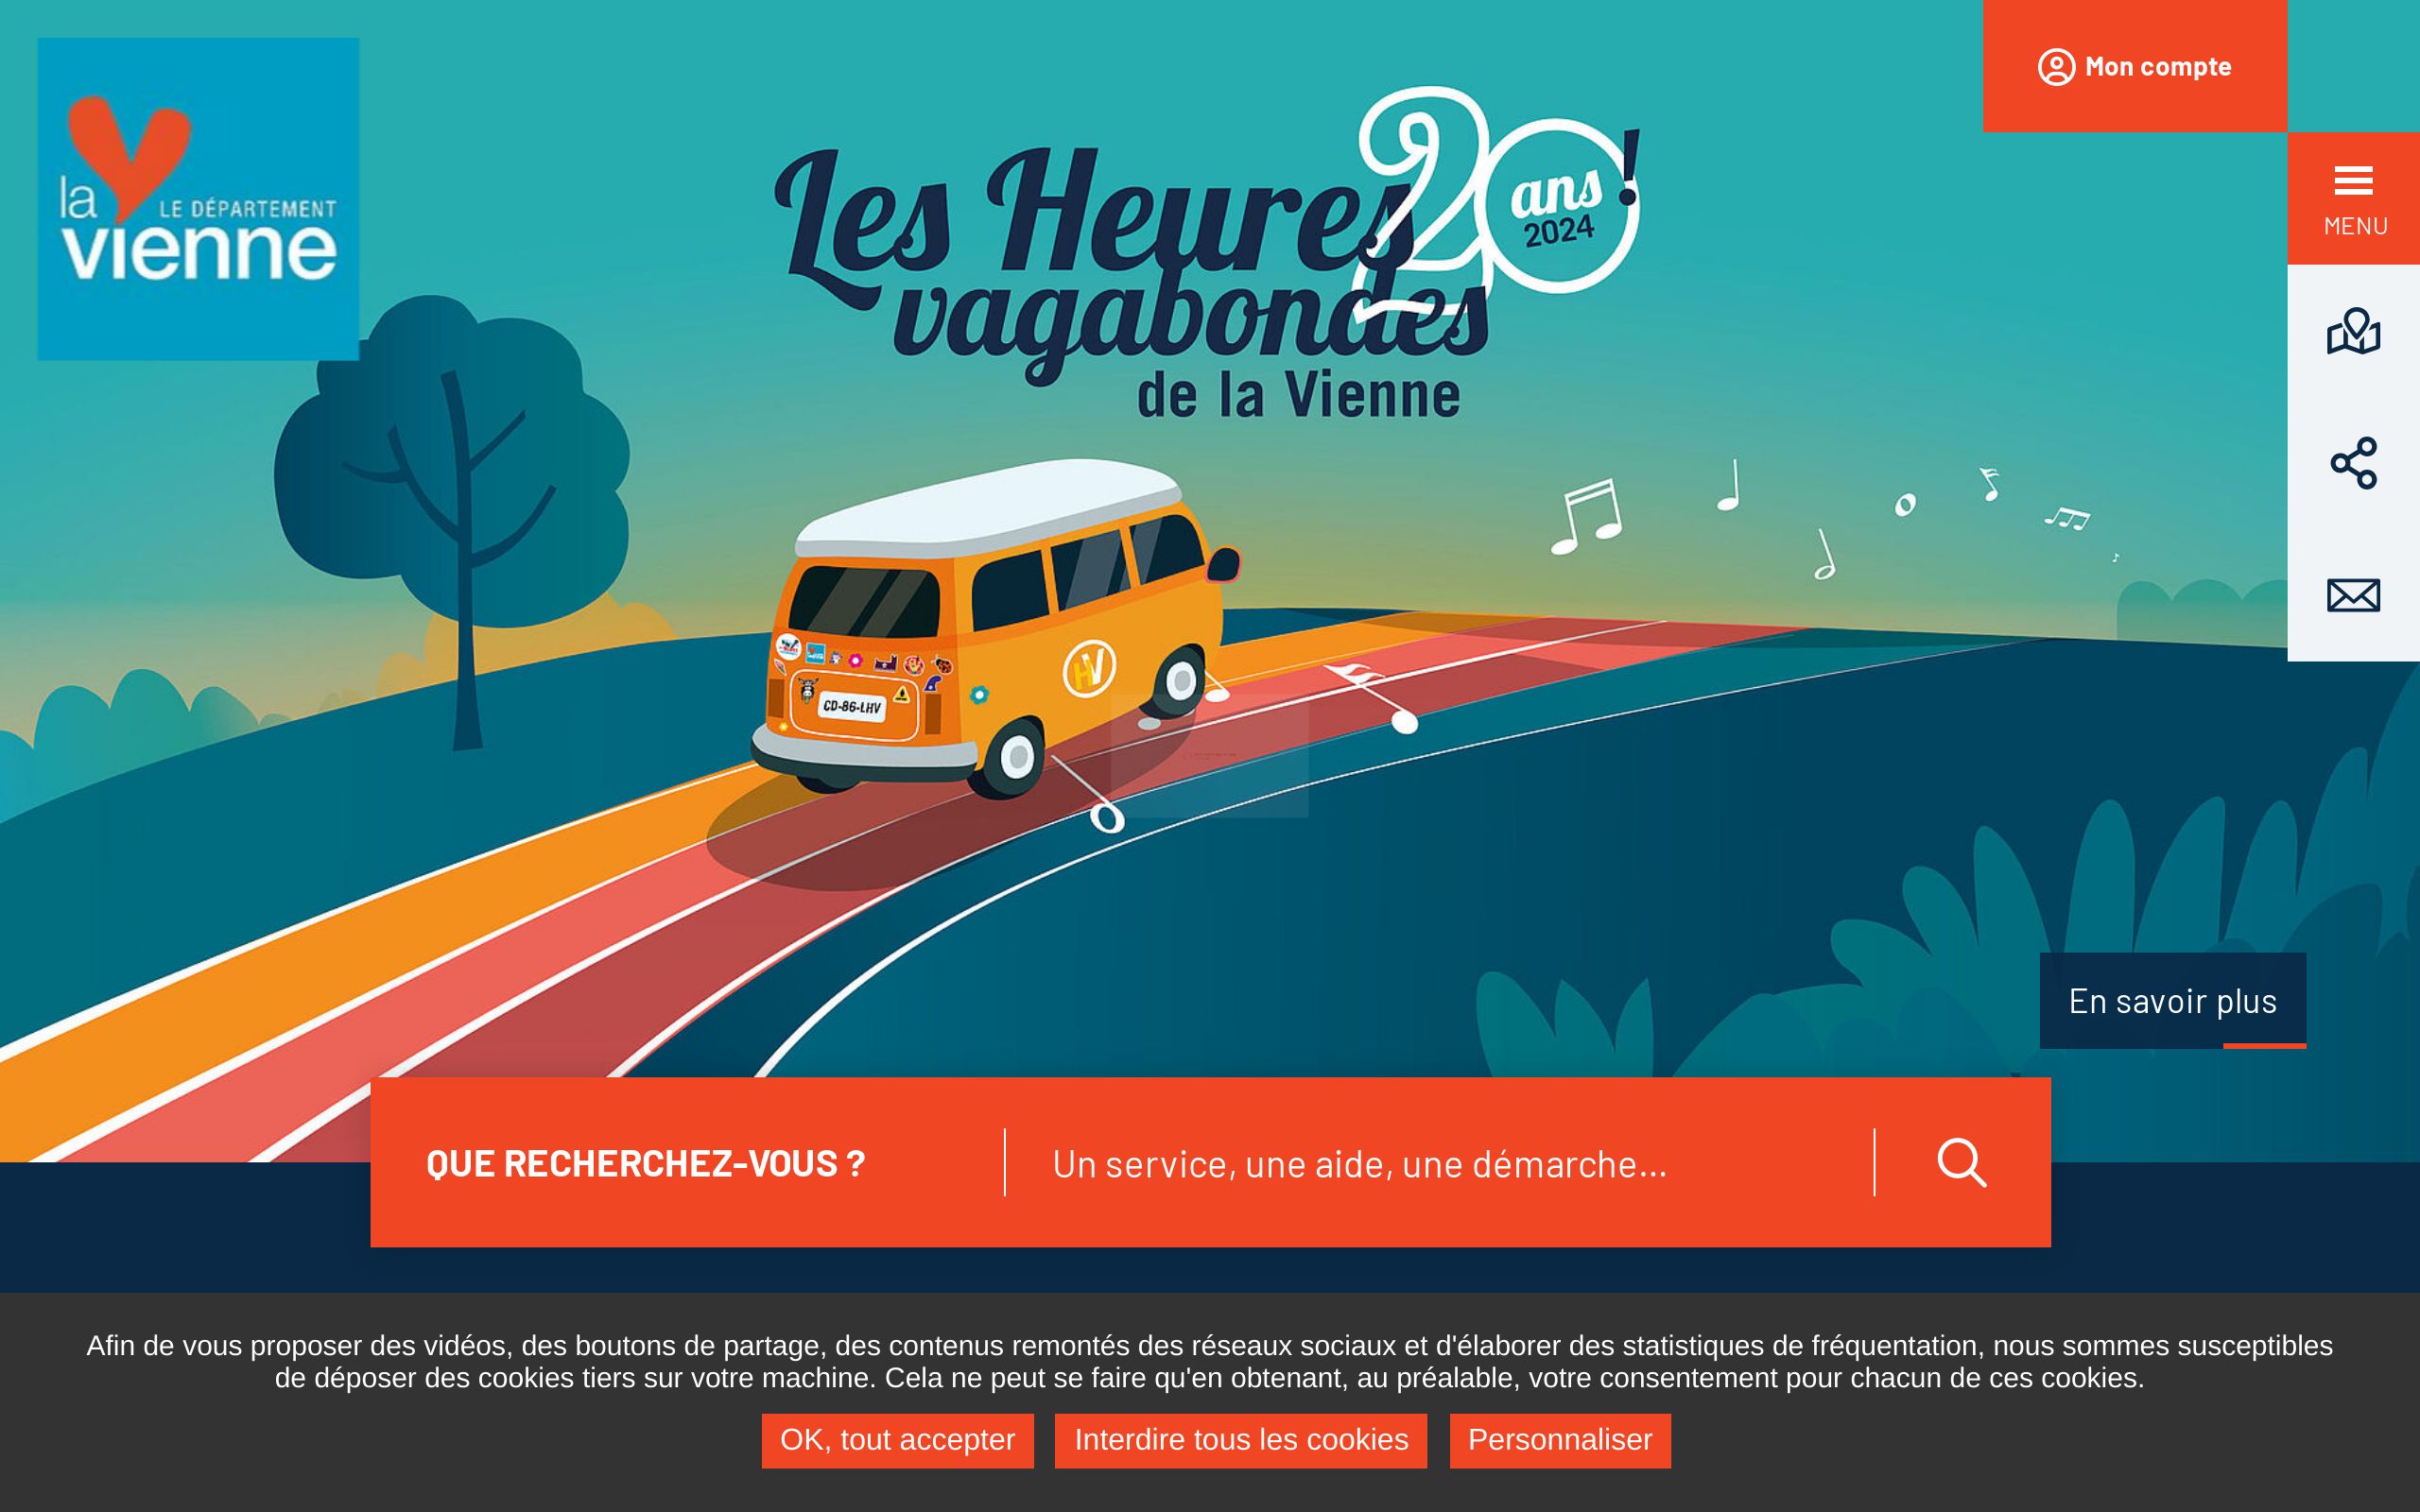 la
LE DÉPARTEMENT
vienne
Mon compte
MENU
Les Heures
vagabondes
de la Vienne
20
ans !
2024
HV
CD-86-LHV
En savoir plus
QUE RECHERCHEZ-VOUS ?
Un service, une aide, une démarche...
Afin de vous proposer des vidéos, des boutons de partage, des contenus remontés des réseaux sociaux et d'élaborer des statistiques de fréquentation, nous sommes susceptibles
de déposer des cookies tiers sur votre machine. Cela ne peut se faire qu'en obtenant, au préalable, votre consentement pour chacun de ces cookies.
OK, tout accepter
Interdire tous les cookies
Personnaliser